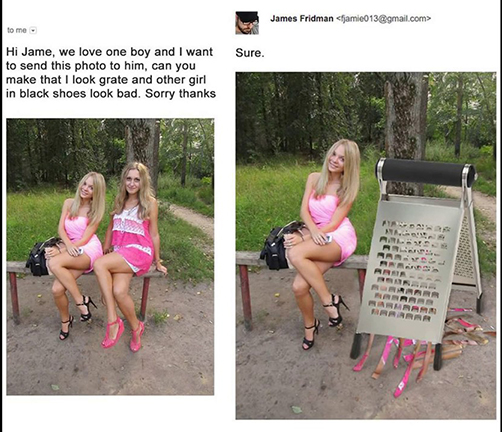 to me
Hi Jame, we love one boy and I want
to send this photo to him, can you
make that I look grate and other girl
in black shoes look bad. Sorry thanks
James Fridman <fjamie013@gmail.com>
Sure.